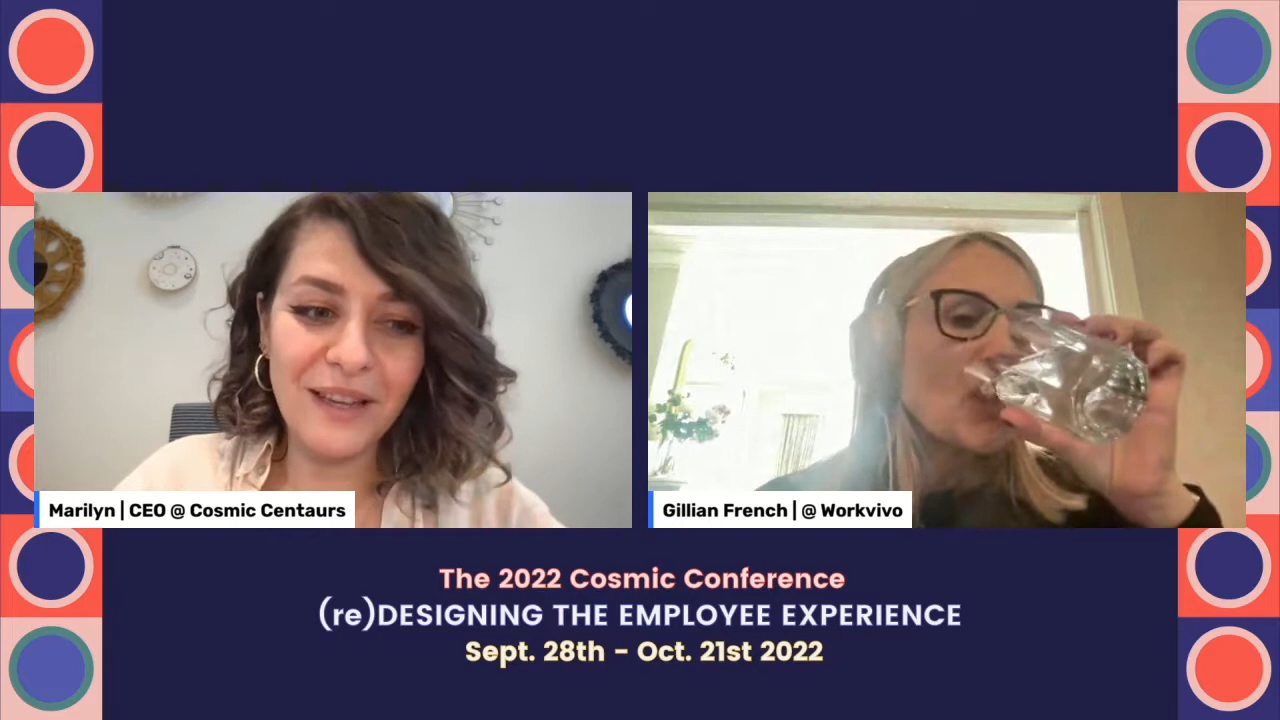 Marilyn | CEO @ Cosmic Centaurs
Gillian French | @ Workvivo
The 2022 Cosmic Conference
(re)DESIGNING THE EMPLOYEE EXPERIENCE
Sept. 28th - Oct. 21st 2022